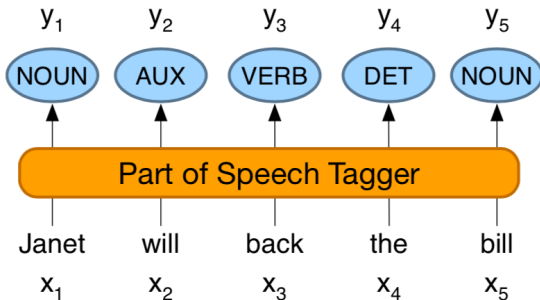 y1 y2 y3 y4 y5
NOUN AUX VERB DET NOUN
Part of Speech Tagger
Janet will back the bill
x1 x2 x3 x4 x5